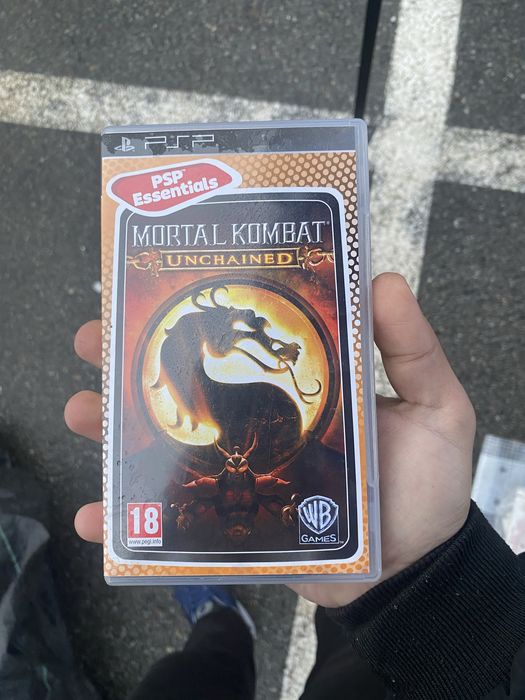 PSP
PSP
Essentials
MORTAL KOMBAT
UNCHAINED
18
www.pegi.info
WB
GAMES